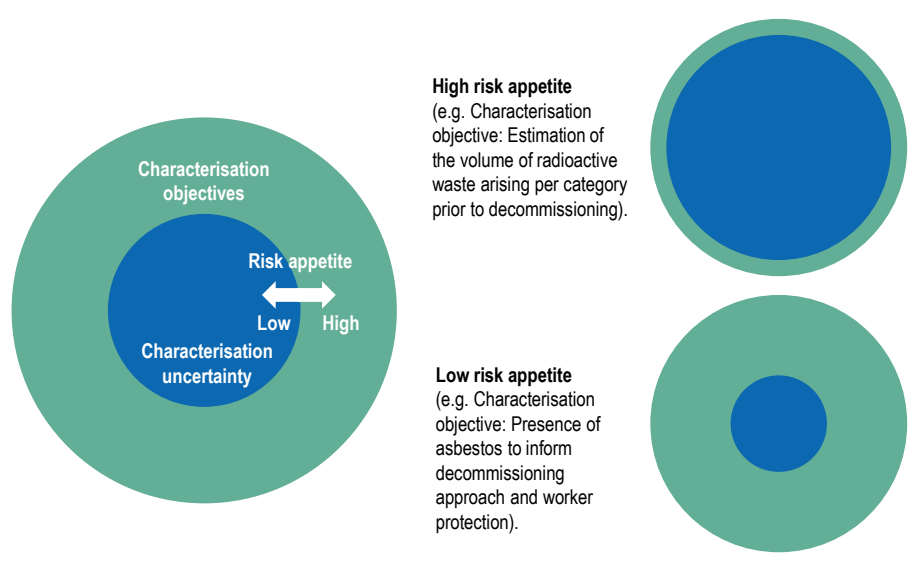 Characterisation
objectives
Risk appetite
Low High
Characterisation
uncertainty
High risk appetite
(e.g. Characterisation
objective: Estimation of
the volume of radioactive
waste arising per category
prior to decommissioning).
Low risk appetite
(e.g. Characterisation
objective: Presence of
asbestos to inform
decommissioning
approach and worker
protection).